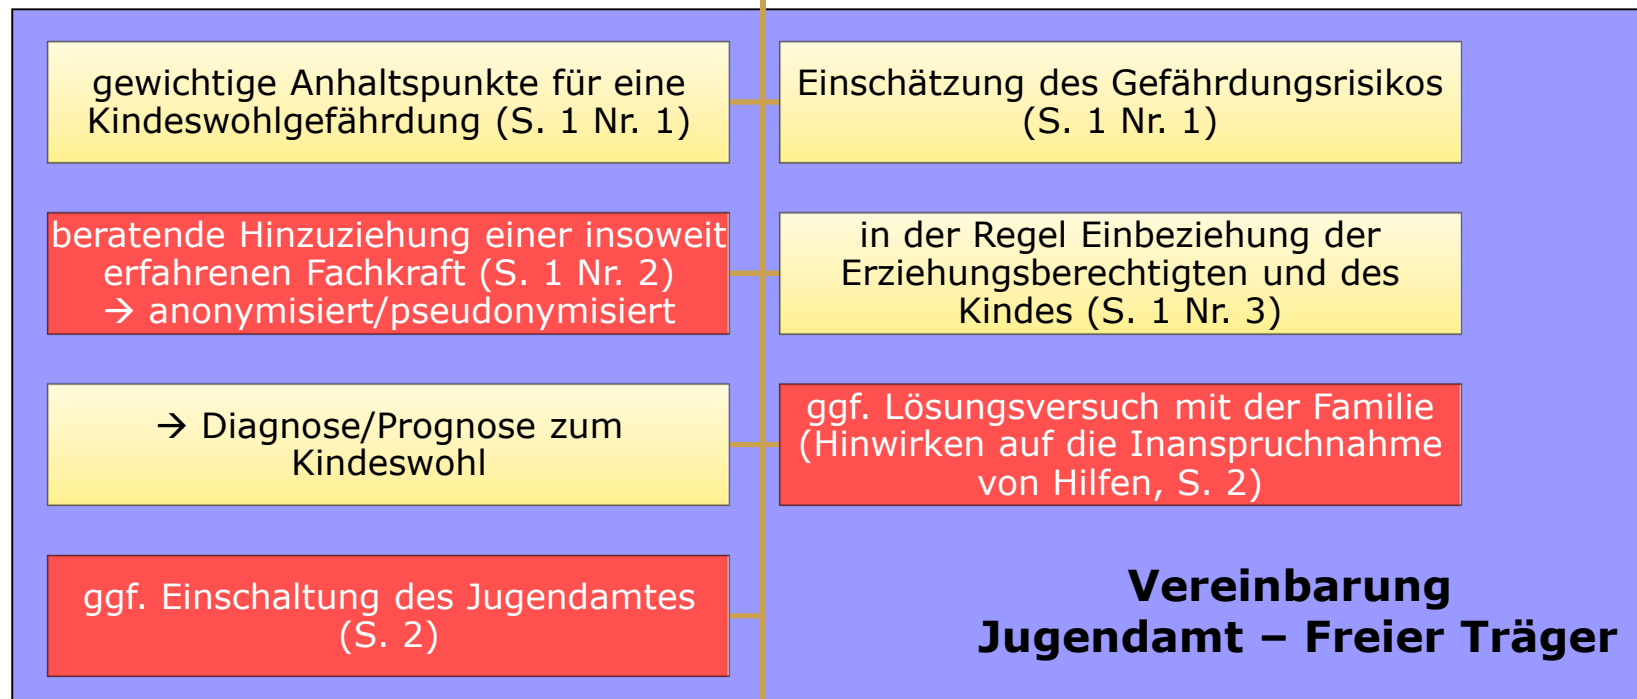 gewichtige Anhaltspunkte für eine
Kindeswohlgefährdung (S. 1 Nr. 1)
Einschätzung des Gefährdungsrisikos
(S. 1 Nr. 1)
beratende Hinzuziehung einer insoweit
erfahrenen Fachkraft (S. 1 Nr. 2)
→ anonymisiert/pseudonymisiert
in der Regel Einbeziehung der
Erziehungsberechtigten und des
Kindes (S. 1 Nr. 3)
→ Diagnose/Prognose zum
Kindeswohl
ggf. Lösungsversuch mit der Familie
(Hinwirken auf die Inanspruchnahme
von Hilfen, S. 2)
ggf. Einschaltung des Jugendamtes
(S. 2)
Vereinbarung
Jugendamt – Freier Träger